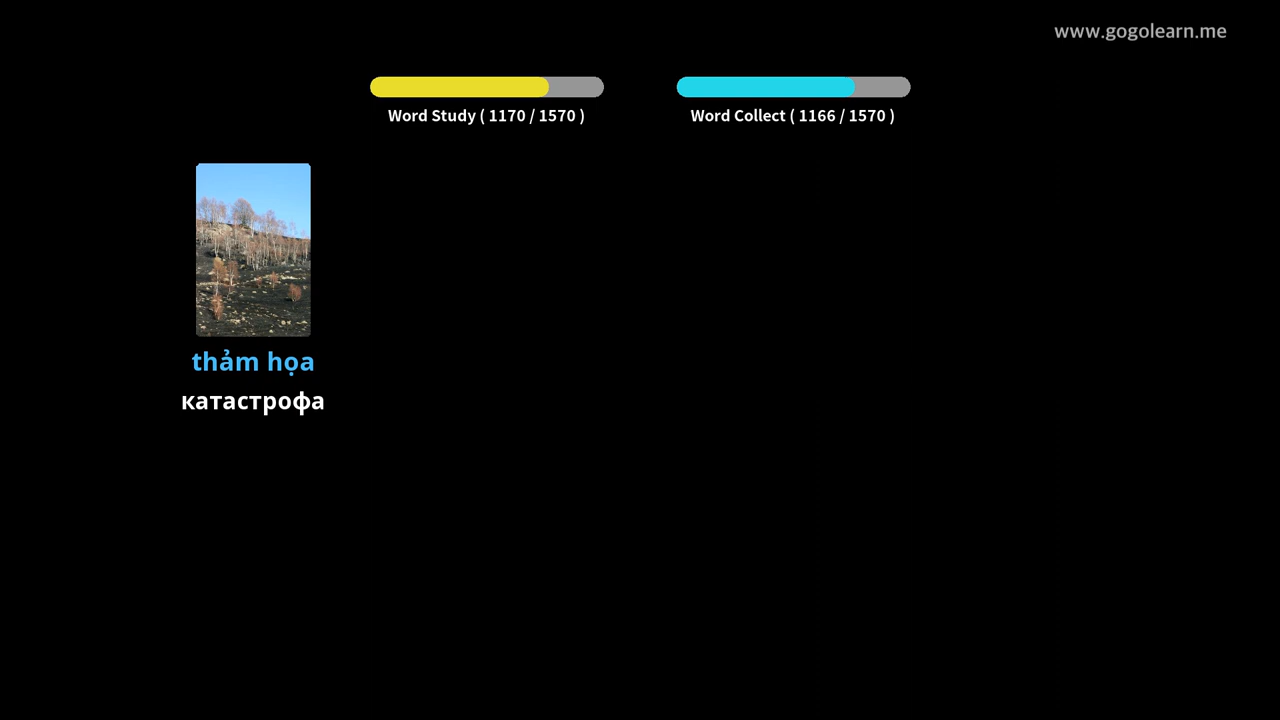 www.gogolearn.me
Word Study ( 1170 / 1570 )
Word Collect ( 1166 / 1570 )
thảm họa
катастрофа